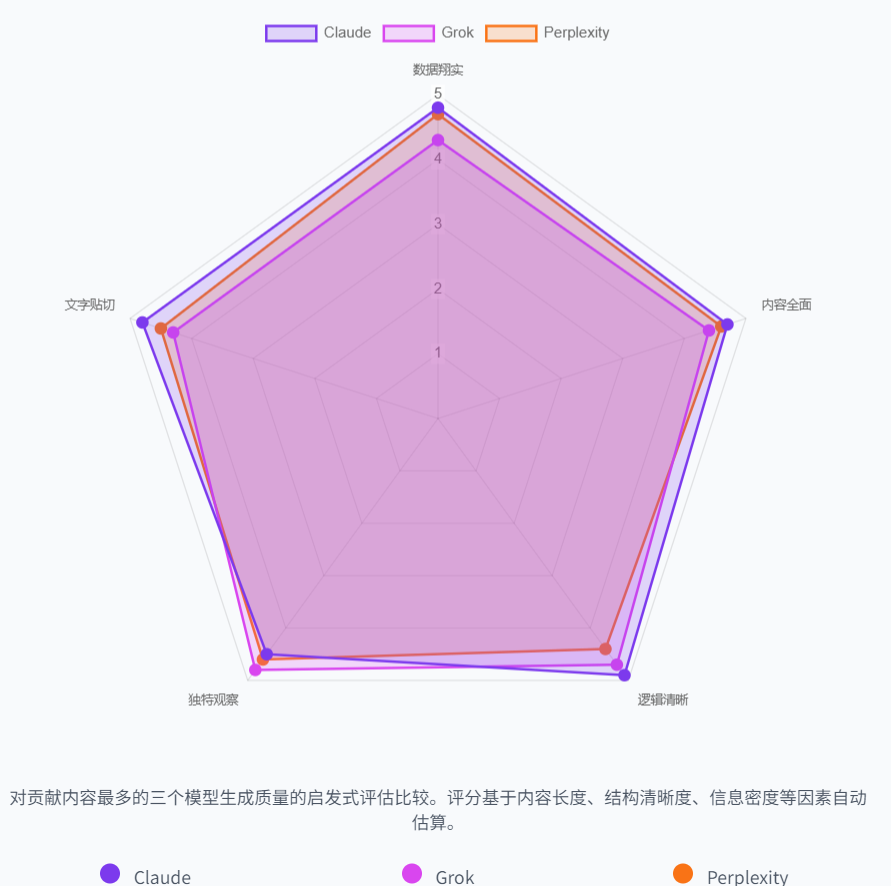 Claude Grok Perplexity
数据翔实
5
4
3
2
1
文字贴切 内容全面
独特观察 逻辑清晰
对贡献内容最多的三个模型生成质量的启发式评估比较。评分基于内容长度、结构清晰度、信息密度等因素自动
估算。
Claude Grok Perplexity